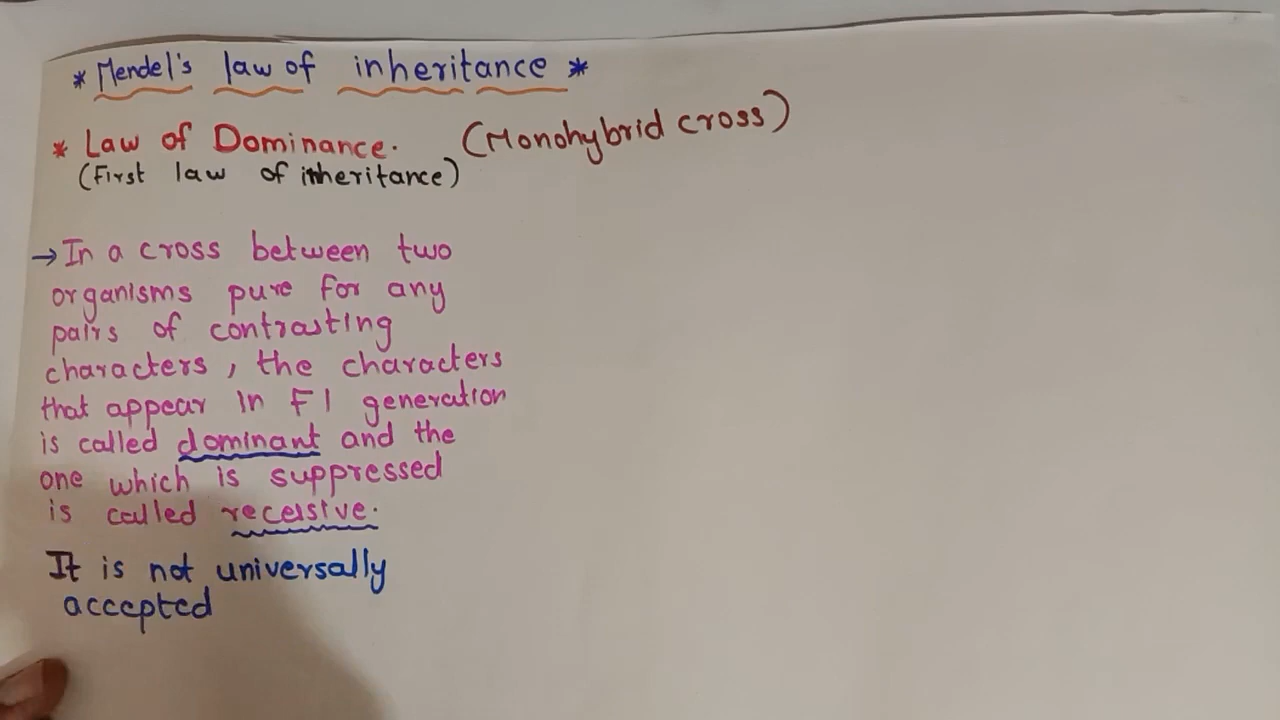 * Mendel's law of inheritance *
* Law of Dominance. (Monohybrid cross)
(First law of inheritance)
→ In a cross between two
organisms pure for any
pairs of contrasting
characters, the characters
that appear in F1 generation
is called dominant and the
one which is suppressed
is called recessive.
It is not universally
accepted